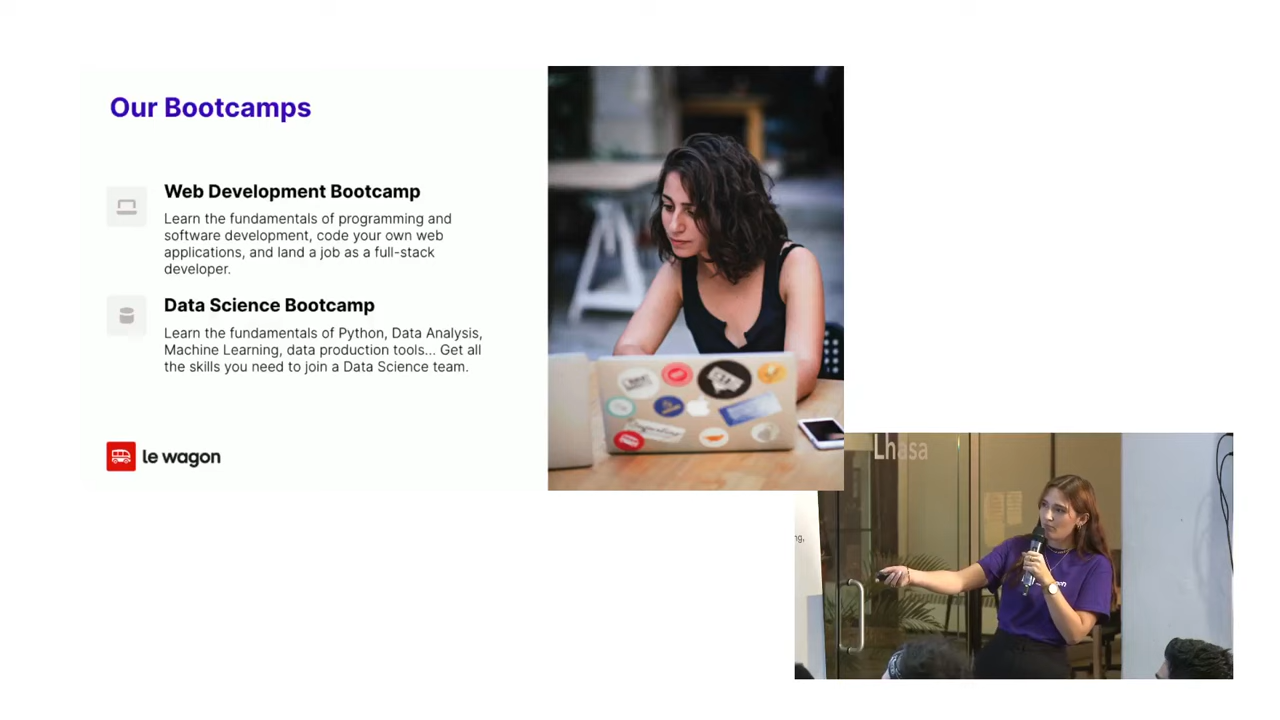 Our Bootcamps
Web Development Bootcamp
Learn the fundamentals of programming and
software development, code your own web
applications, and land a job as a full-stack
developer.
Data Science Bootcamp
Learn the fundamentals of Python, Data Analysis,
Machine Learning, data production tools... Get all
the skills you need to join a Data Science team.
le wagon
Lhasa
ng,